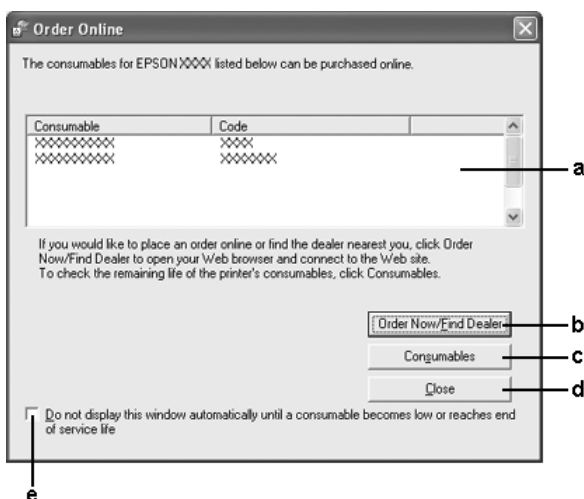 Order Online
The consumables for EPSON XXXX listed below can be purchased online.
Consumable Code
XXXXXXXXXX XXXX
XXXXXXXXXX XXXXXXX
a
If you would like to place an order online or find the dealer nearest you, click Order
Now/Find Dealer to open your Web browser and connect to the Web site.
To check the remaining life of the printer's consumables, click Consumables.
Order Now/Find Dealer
b
Consumables
c
Close
d
Do not display this window automatically until a consumable becomes low or reaches end
of service life
e